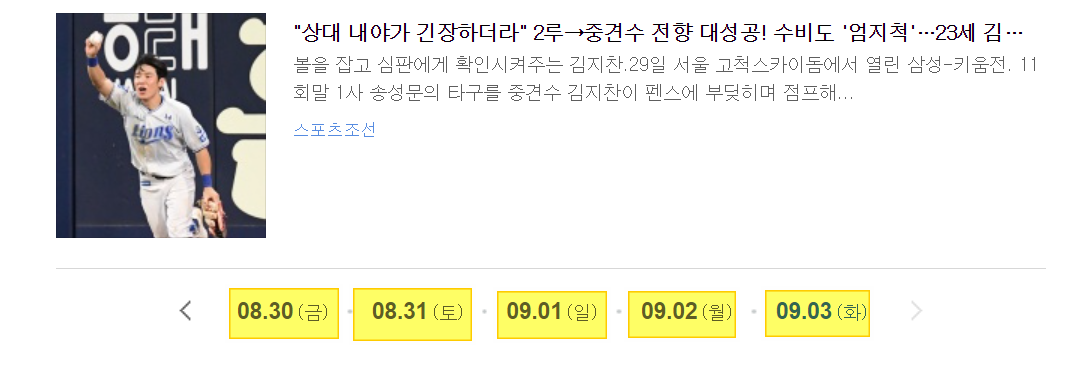 "상대 내야가 긴장하더라" 2루→중견수 전향 대성공! 수비도 '엄지척'…23세 김…
볼을 잡고 심판에게 확인시켜주는 김지찬.29일 서울 고척스카이돔에서 열린 삼성-키움전. 11
회말 1사 송성문의 타구를 중견수 김지찬이 펜스에 부딪히며 점프해...
스포츠조선
Lions
08.30 (금) 08.31 (토) 09.01 (일) 09.02 (월) 09.03 (화)